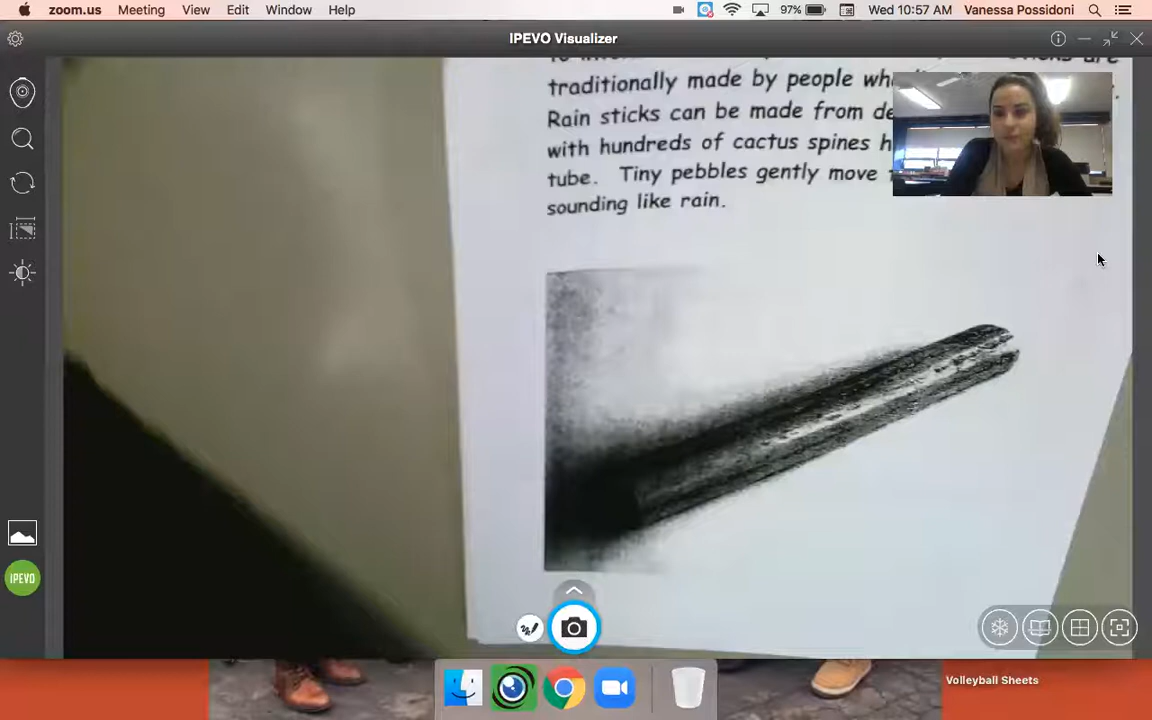 zoom.us Meeting View Edit Window Help 97% Wed 10:57 AM Vanessa Possidoni
IPEVO Visualizer
traditionally made by people
Rain sticks can be made from
with hundreds of cactus spines
tube. Tiny pebbles gently move
sounding like rain.
IPEVO
Volleyball Sheets